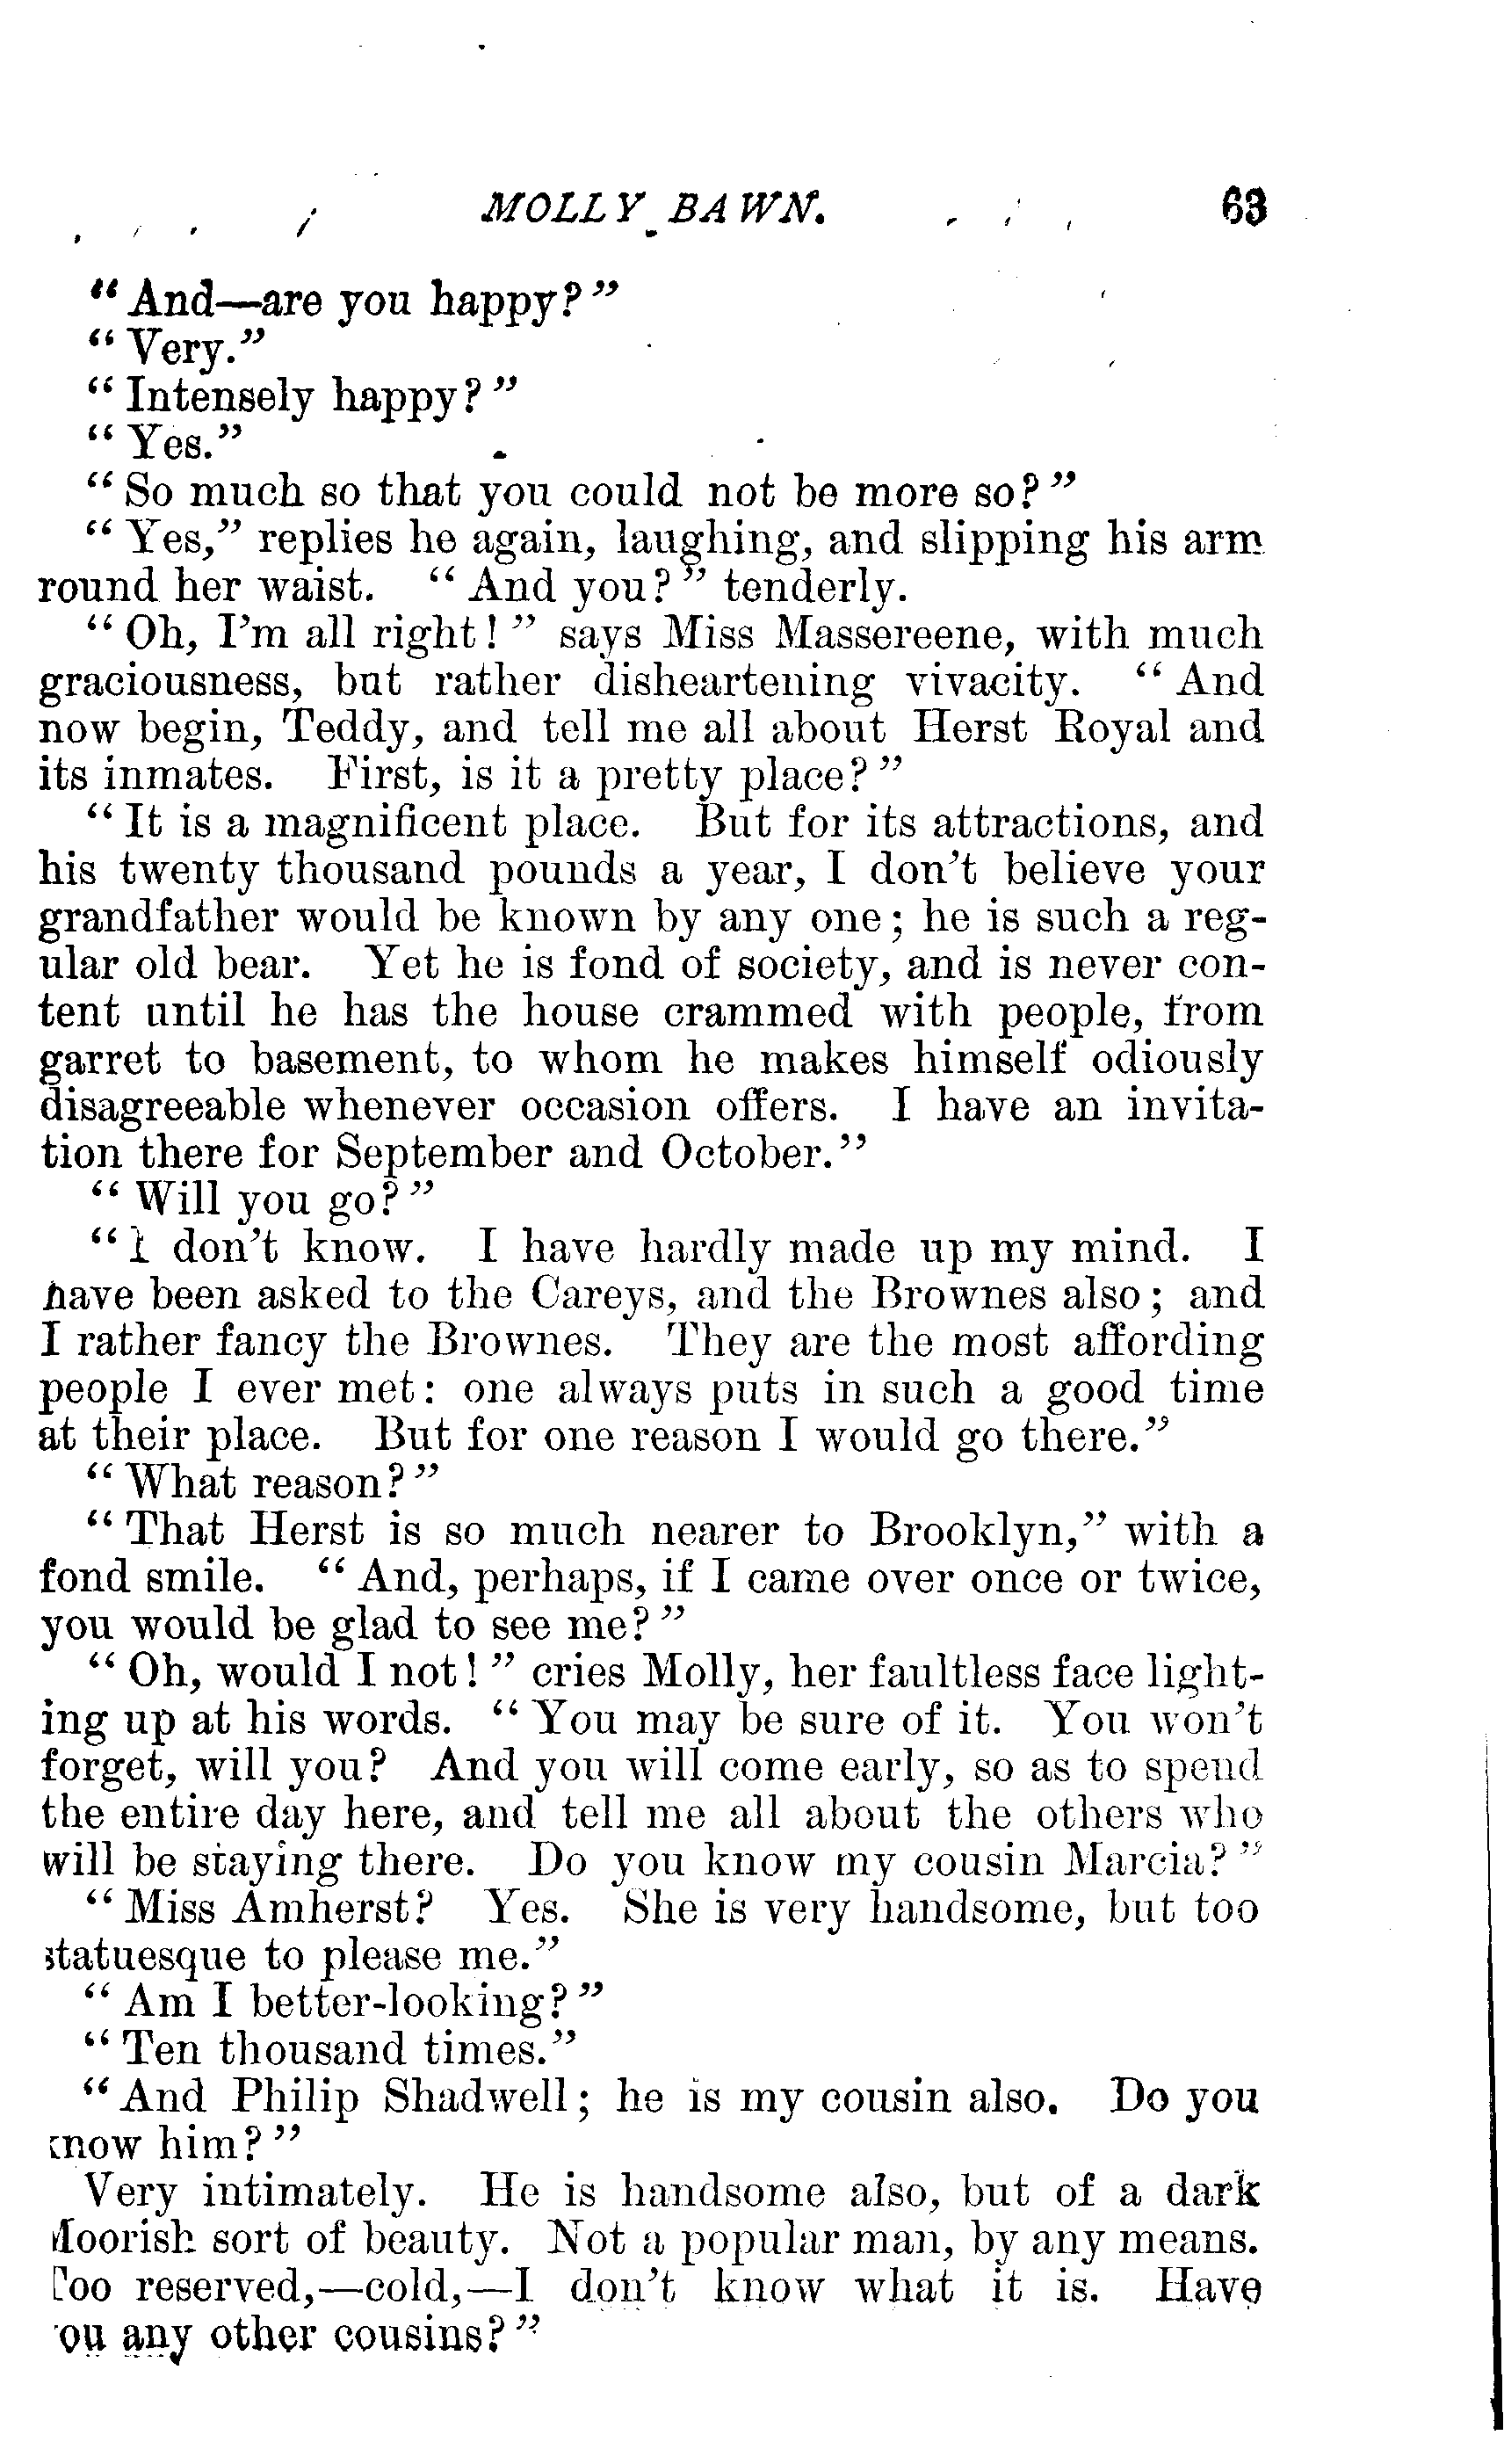 MOLLY BAWN. 63
“And—are you happy?”
“Very.”
“Intensely happy?”
“Yes.”
“So much so that you could not be more so?”
“Yes,” replies he again, laughing, and slipping his arm
round her waist. “And you?” tenderly.
“Oh, I’m all right!” says Miss Massereene, with much
graciousness, but rather disheartening vivacity. “And
now begin, Teddy, and tell me all about Herst Royal and
its inmates. First, is it a pretty place?”
“It is a magnificent place. But for its attractions, and
his twenty thousand pounds a year, I don’t believe your
grandfather would be known by any one; he is such a reg-
ular old bear. Yet he is fond of society, and is never con-
tent until he has the house crammed with people, from
garret to basement, to whom he makes himself odiously
disagreeable whenever occasion offers. I have an invita-
tion there for September and October.”
“Will you go?”
“I don’t know. I have hardly made up my mind. I
have been asked to the Careys, and the Brownes also; and
I rather fancy the Brownes. They are the most affording
people I ever met: one always puts in such a good time
at their place. But for one reason I would go there.”
“What reason?”
“That Herst is so much nearer to Brooklyn,” with a
fond smile. “And, perhaps, if I came over once or twice,
you would be glad to see me?”
“Oh, would I not!” cries Molly, her faultless face light-
ing up at his words. “You may be sure of it. You won’t
forget, will you? And you will come early, so as to spend
the entire day here, and tell me all about the others who
will be staying there. Do you know my cousin Marcia?”
“Miss Amherst? Yes. She is very handsome, but too
statuesque to please me.”
“Am I better-looking?”
“Ten thousand times.”
“And Philip Shadwell; he is my cousin also. Do you
know him?”
Very intimately. He is handsome also, but of a dark
Moorish sort of beauty. Not a popular man, by any means.
Too reserved,—cold,—I don’t know what it is. Have
you any other cousins?”